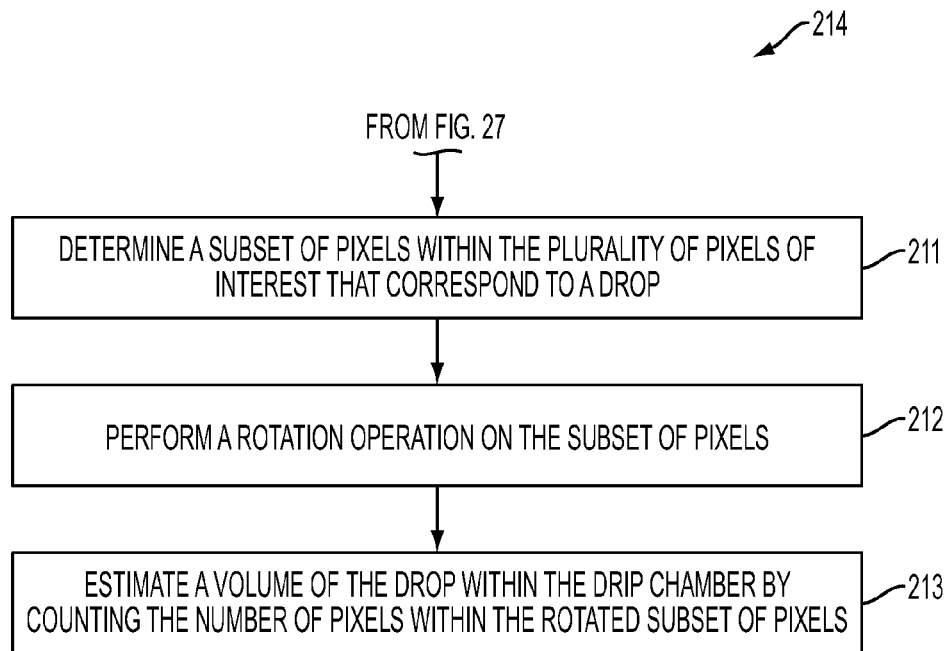 214
FROM FIG. 27
DETERMINE A SUBSET OF PIXELS WITHIN THE PLURALITY OF PIXELS OF
INTEREST THAT CORRESPOND TO A DROP
211
PERFORM A ROTATION OPERATION ON THE SUBSET OF PIXELS
212
ESTIMATE A VOLUME OF THE DROP WITHIN THE DRIP CHAMBER BY
COUNTING THE NUMBER OF PIXELS WITHIN THE ROTATED SUBSET OF PIXELS
213